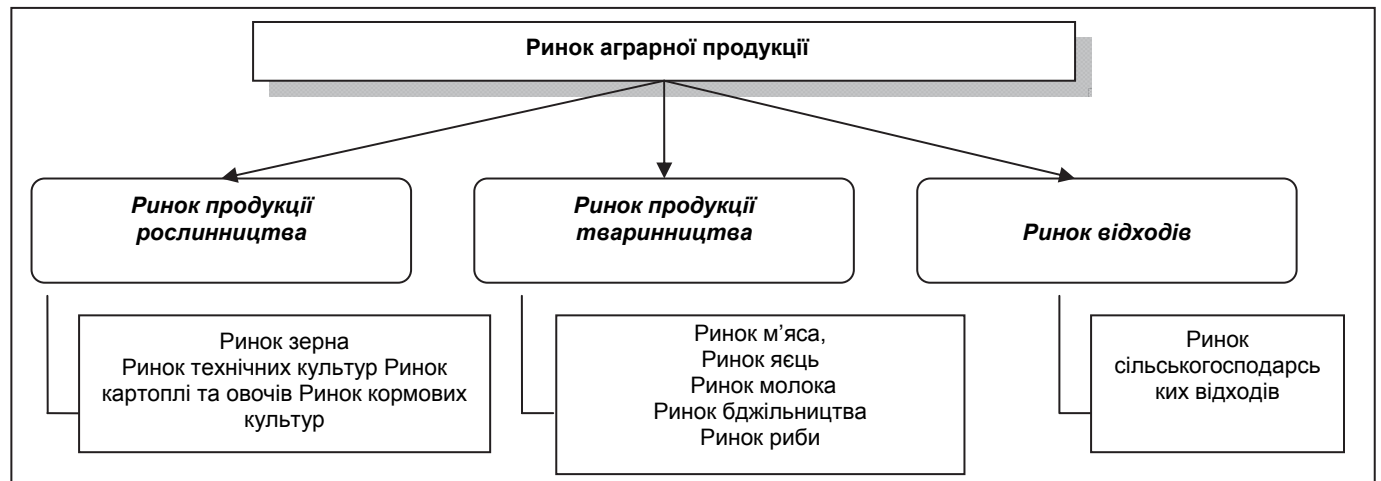 Ринок аграрної продукції
Ринок продукції
рослинництва
Ринок продукції
тваринництва
Ринок відходів
Ринок зерна
Ринок технічних культур Ринок
картоплі та овочів Ринок кормових
культур
Ринок м’яса,
Ринок яєць
Ринок молока
Ринок бджільництва
Ринок риби
Ринок
сільськогосподарсь
ких відходів